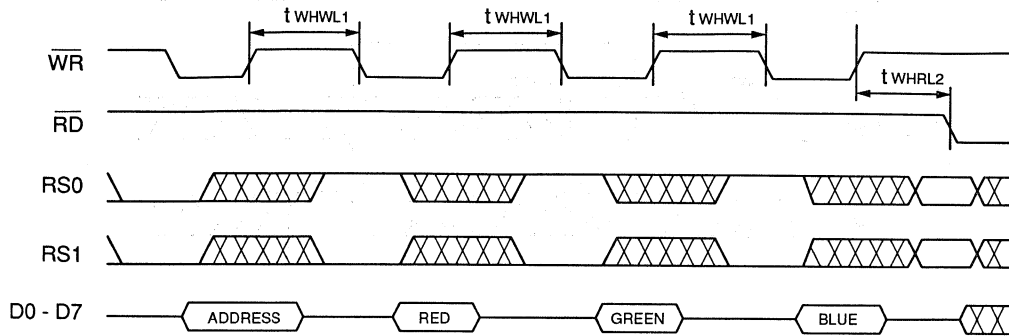 t WHWL1 t WHWL1 t WHWL1
WR
t WHRL2
RD
RS0
RS1
D0 - D7 ADDRESS RED GREEN BLUE